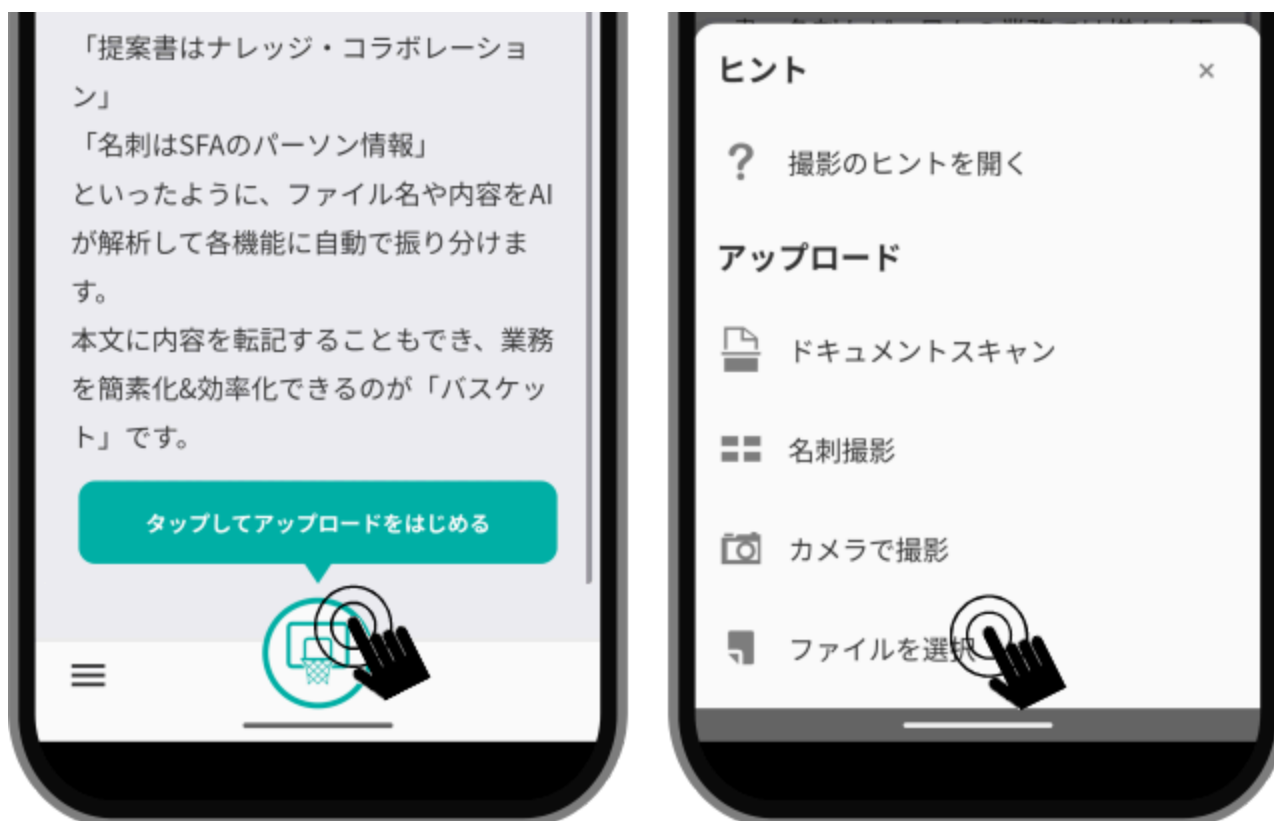 「提案書はナレッジ・コラボレーショ
ン」
「名刺はSFAのパーソン情報」
といったように、ファイル名や内容をAI
が解析して各機能に自動で振り分けま
す。
本文に内容を転記することもでき、業務
を簡素化&効率化できるのが「バスケッ
ト」です。
タップしてアップロードをはじめる
ヒント
×
撮影のヒントを開く
アップロード
ドキュメントスキャン
名刺撮影
カメラで撮影
ファイルを選択